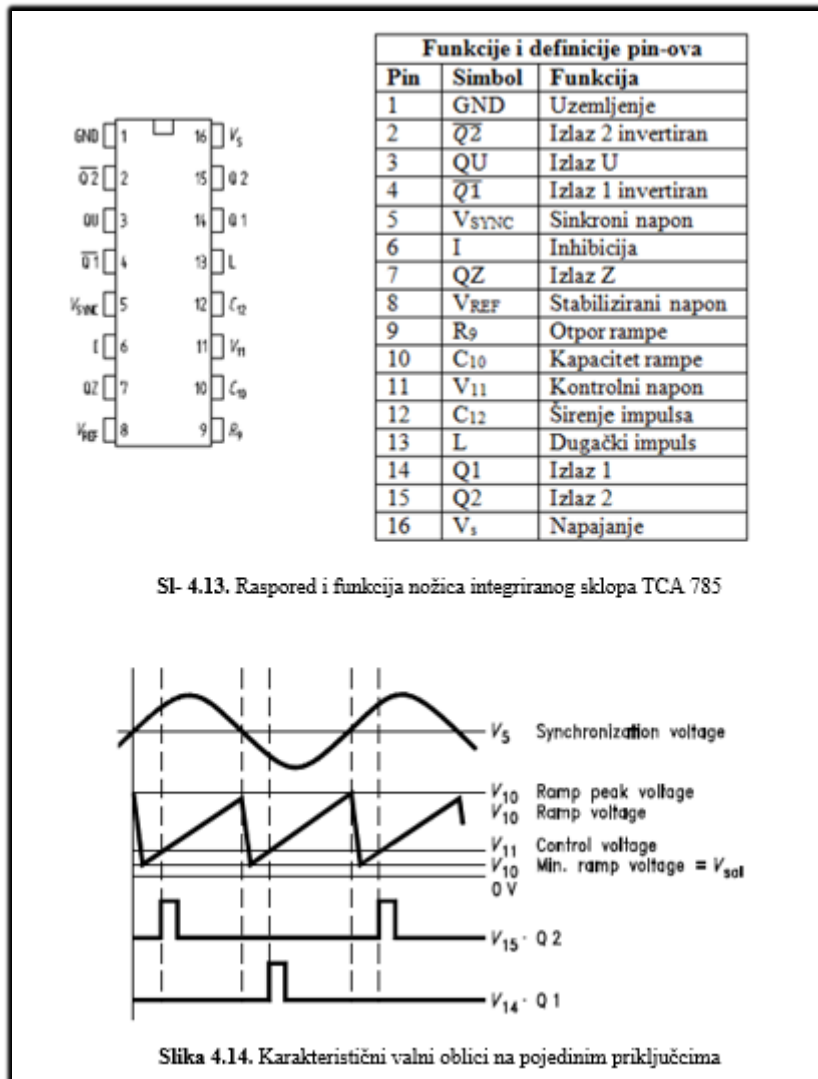 Funkcije i definicije pin-ova
Pin Simbol Funkcija
1 GND Uzemljenje
2 Q2̅ Izlaz 2 invertiran
3 QU Izlaz U
4 Q1̅ Izlaz 1 invertiran
5 VSYNC Sinkroni napon
6 I Inhibicija
7 QZ Izlaz Z
8 VREF Stabilizirani napon
9 R9 Otpor rampe
10 C10 Kapacitet rampe
11 V11 Kontrolni napon
12 C12 Širenje impulsa
13 L Dugački impuls
14 Q1 Izlaz 1
15 Q2 Izlaz 2
16 Vs Napajanje
GND 1 16 VS
Q2̅ 2 15 Q2
QU 3 14 Q1
Q1̅ 4 13 L
VSYNC 5 12 C12
I 6 11 V11
QZ 7 10 C10
VREF 8 9 R9
Sl- 4.13. Raspored i funkcija nožica integriranog sklopa TCA 785
V5 Synchronization voltage
V10 Ramp peak voltage
V10 Ramp voltage
V11 Control voltage
V10 Min. ramp voltage = Vsat
0 V
V15 · Q 2
V14 · Q 1
Slika 4.14. Karakteristični valni oblici na pojedinim priključcima